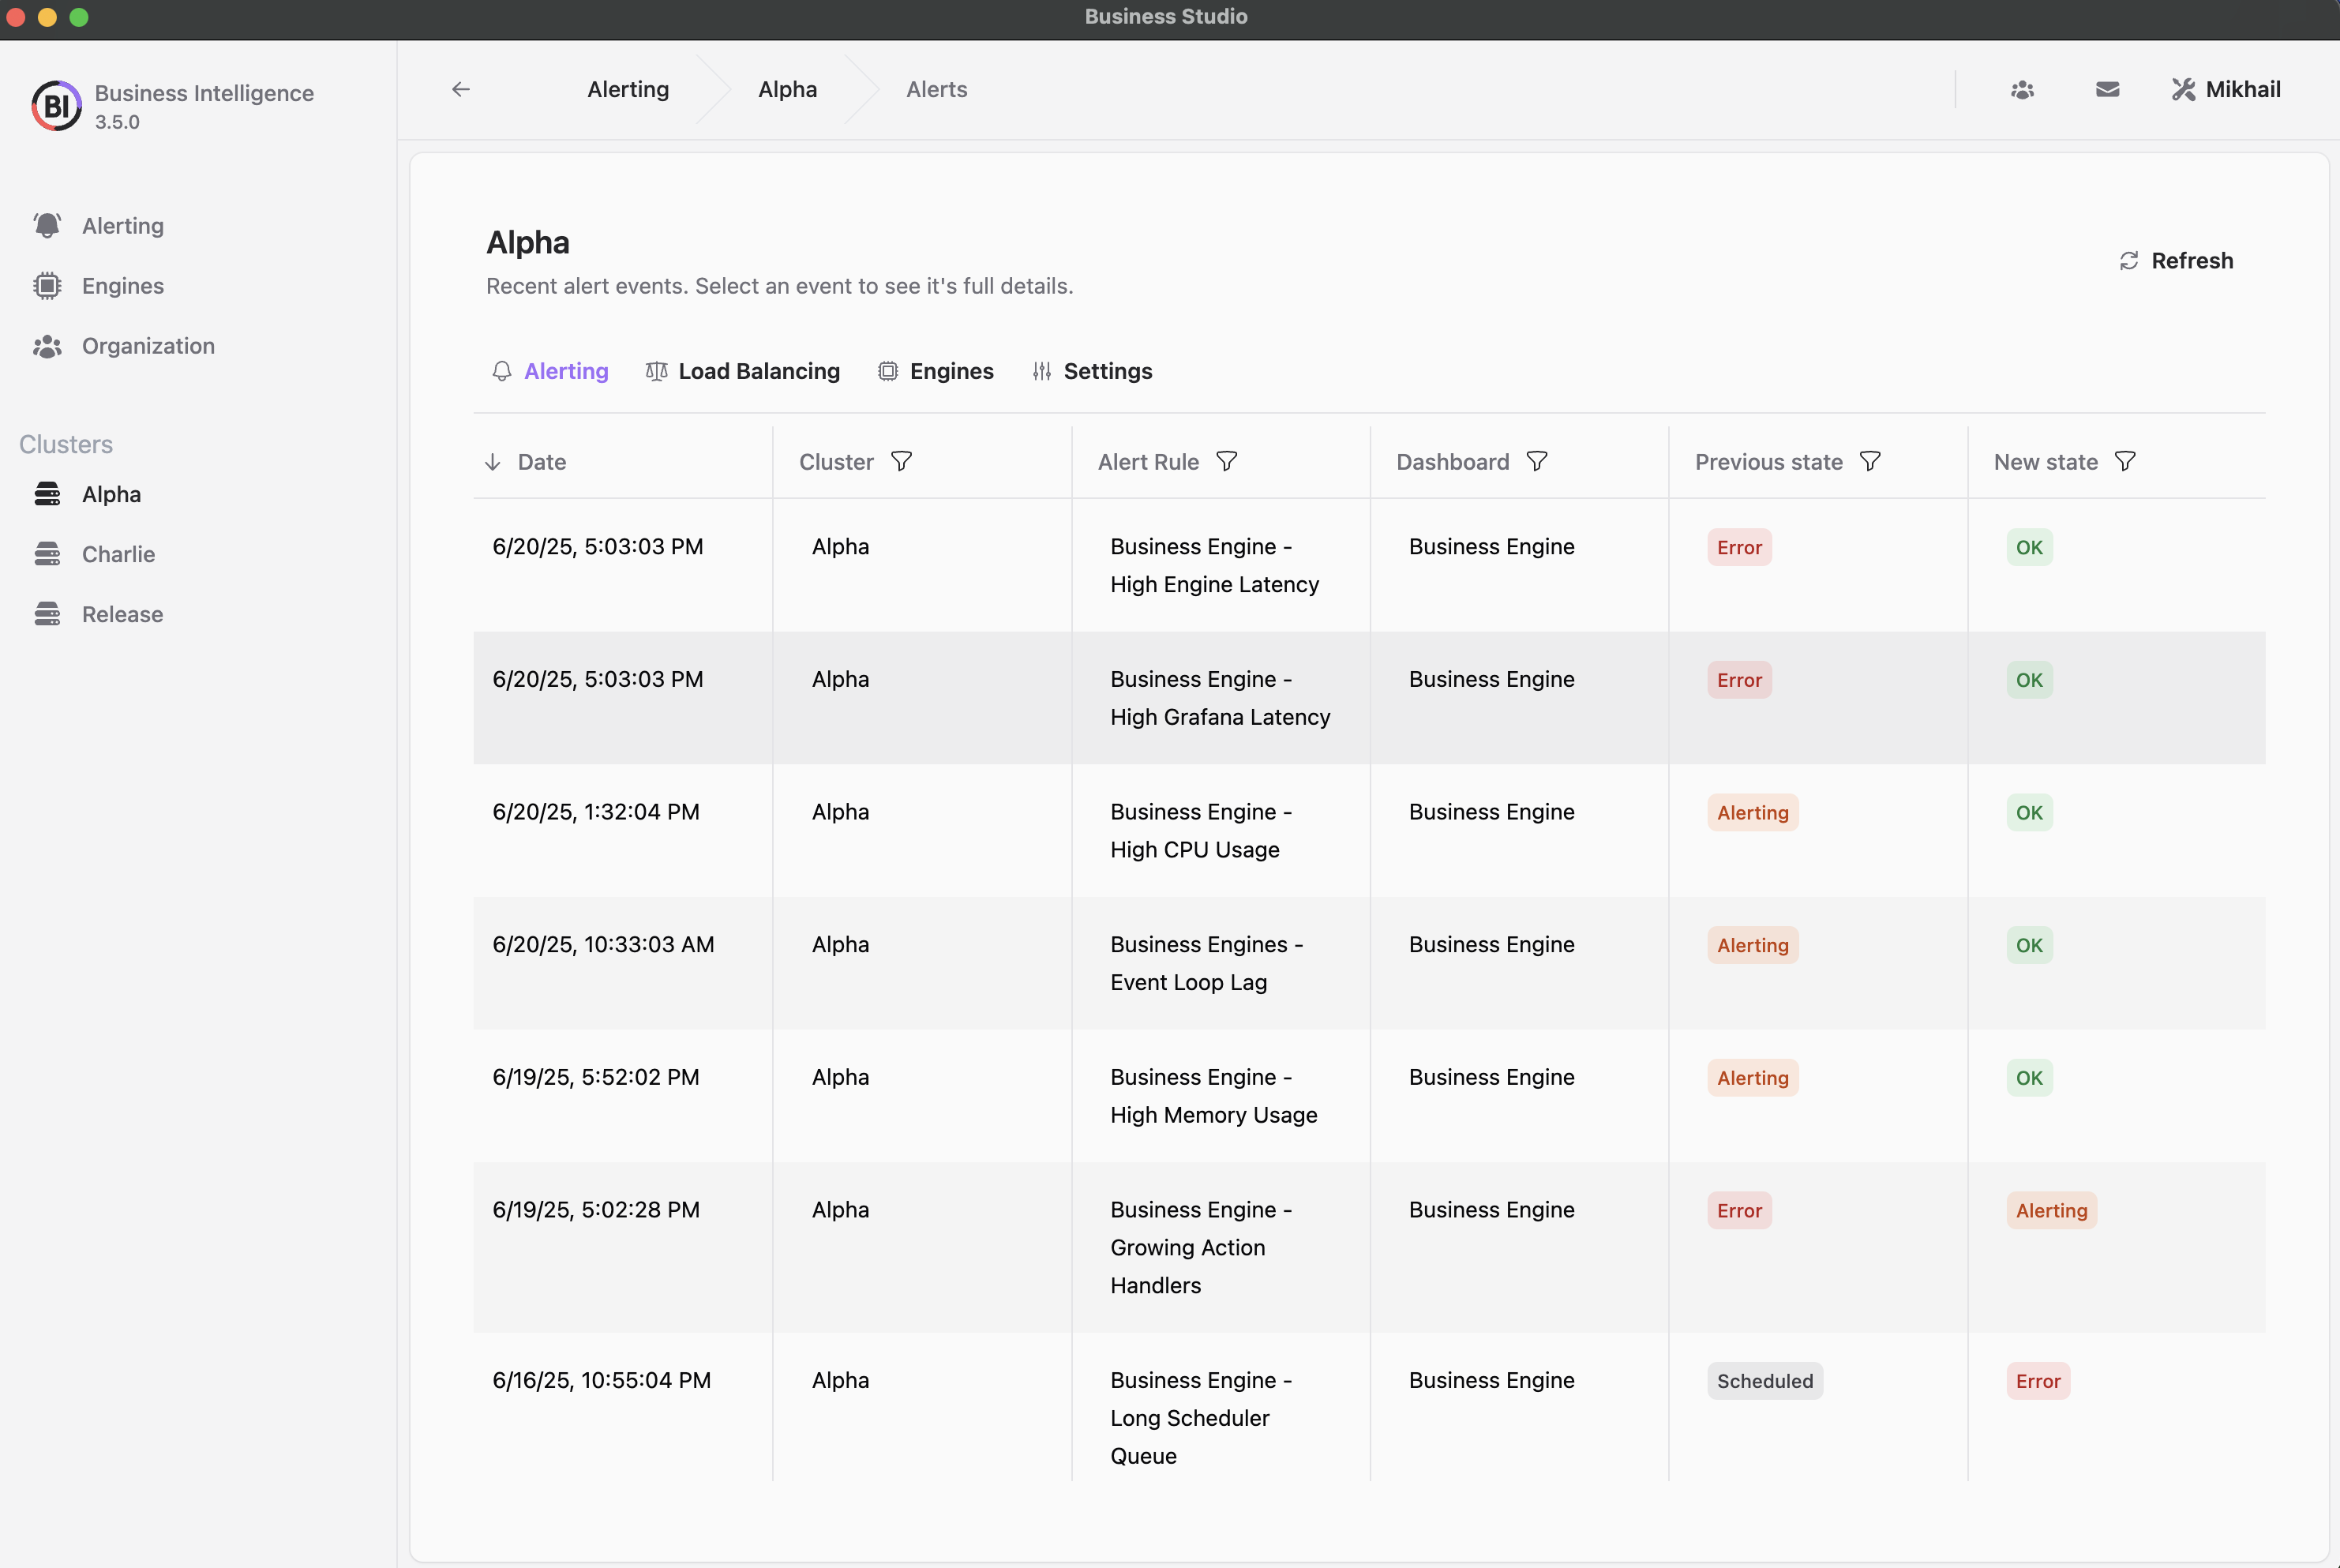 Business Studio
BI
Business Intelligence
3.5.0
Alerting
Alpha
Alerts
Mikhail
Alerting
Engines
Organization
Clusters
Alpha
Charlie
Release
Alpha
Recent alert events. Select an event to see it's full details.
Refresh
Alerting
Load Balancing
Engines
Settings
Date
Cluster
Alert Rule
Dashboard
Previous state
New state
6/20/25, 5:03:03 PM
Alpha
Business Engine -
High Engine Latency
Business Engine
Error
OK
6/20/25, 5:03:03 PM
Alpha
Business Engine -
High Grafana Latency
Business Engine
Error
OK
6/20/25, 1:32:04 PM
Alpha
Business Engine -
High CPU Usage
Business Engine
Alerting
OK
6/20/25, 10:33:03 AM
Alpha
Business Engines -
Event Loop Lag
Business Engine
Alerting
OK
6/19/25, 5:52:02 PM
Alpha
Business Engine -
High Memory Usage
Business Engine
Alerting
OK
6/19/25, 5:02:28 PM
Alpha
Business Engine -
Growing Action
Handlers
Business Engine
Error
Alerting
6/16/25, 10:55:04 PM
Alpha
Business Engine -
Long Scheduler
Queue
Business Engine
Scheduled
Error